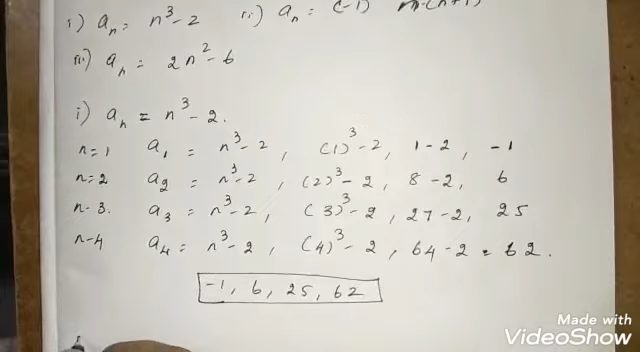 i) aₙ = n³-2 ii) aₙ = (-1)
iii) aₙ = 2n²-6
i) aₙ = n³-2.
n=1 a₁ = n³-2, (1)³-2, 1-2, -1
n=2 a₂ = n³-2, (2)³-2, 8-2, 6
n-3. a₃ = n³-2, (3)³-2, 27-2, 25
n-4 a₄ = n³-2, (4)³-2, 64-2 = 62.
-1, 6, 25, 62
Made with
VideoShow